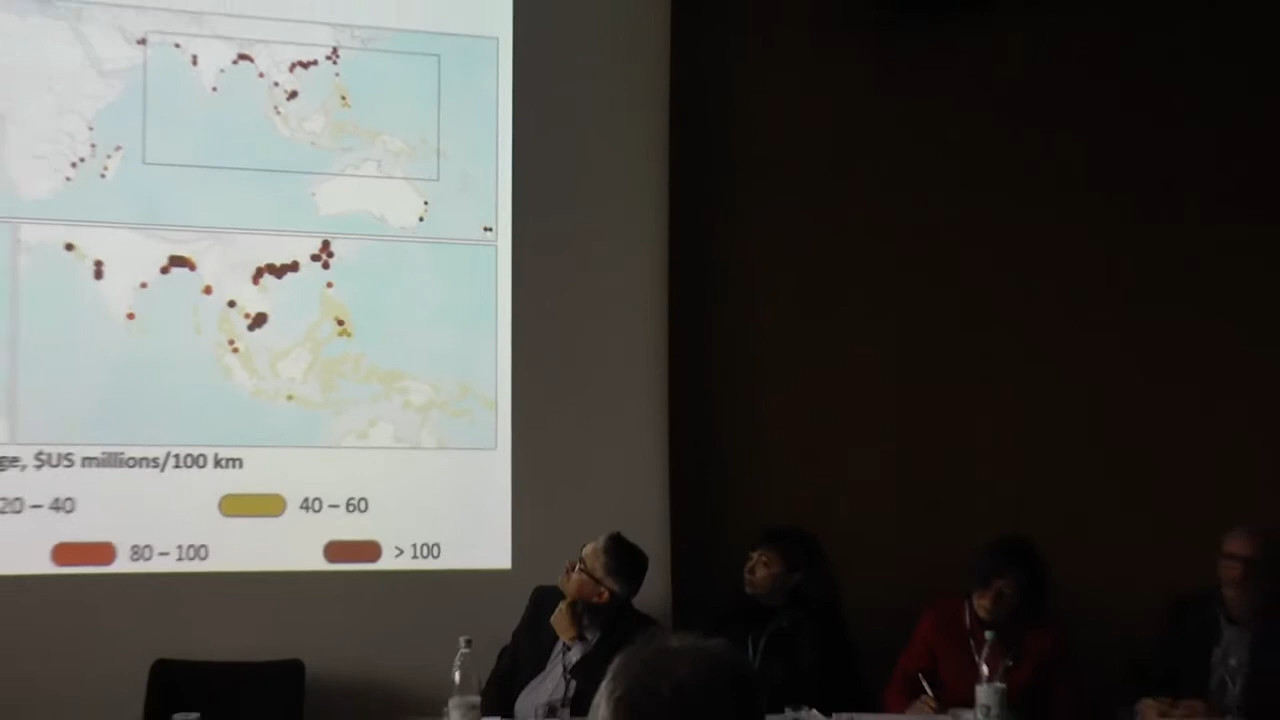 ge, $US millions/100 km
20 – 40
40 – 60
80 – 100
> 100